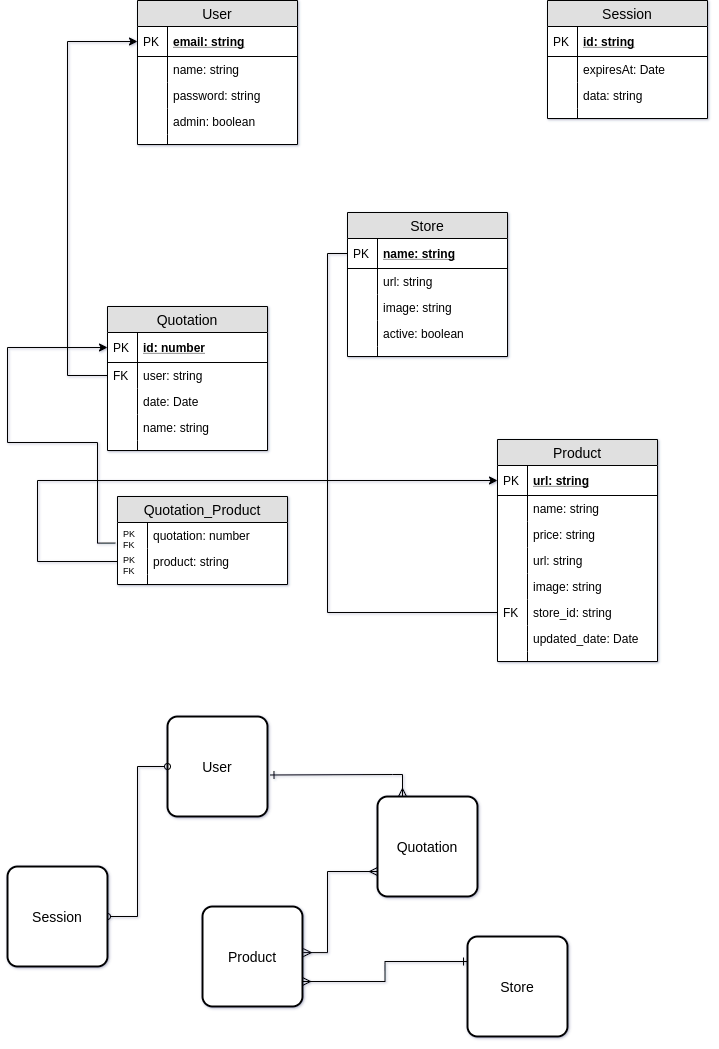 User
PK email: string
name: string
password: string
admin: boolean
Session
PK id: string
expiresAt: Date
data: string
Store
PK name: string
url: string
image: string
active: boolean
Quotation
PK id: number
FK user: string
date: Date
name: string
Product
PK url: string
name: string
price: string
url: string
image: string
FK store_id: string
updated_date: Date
Quotation_Product
PK
FK
quotation: number
PK
FK
product: string
User
Quotation
Session
Product
Store